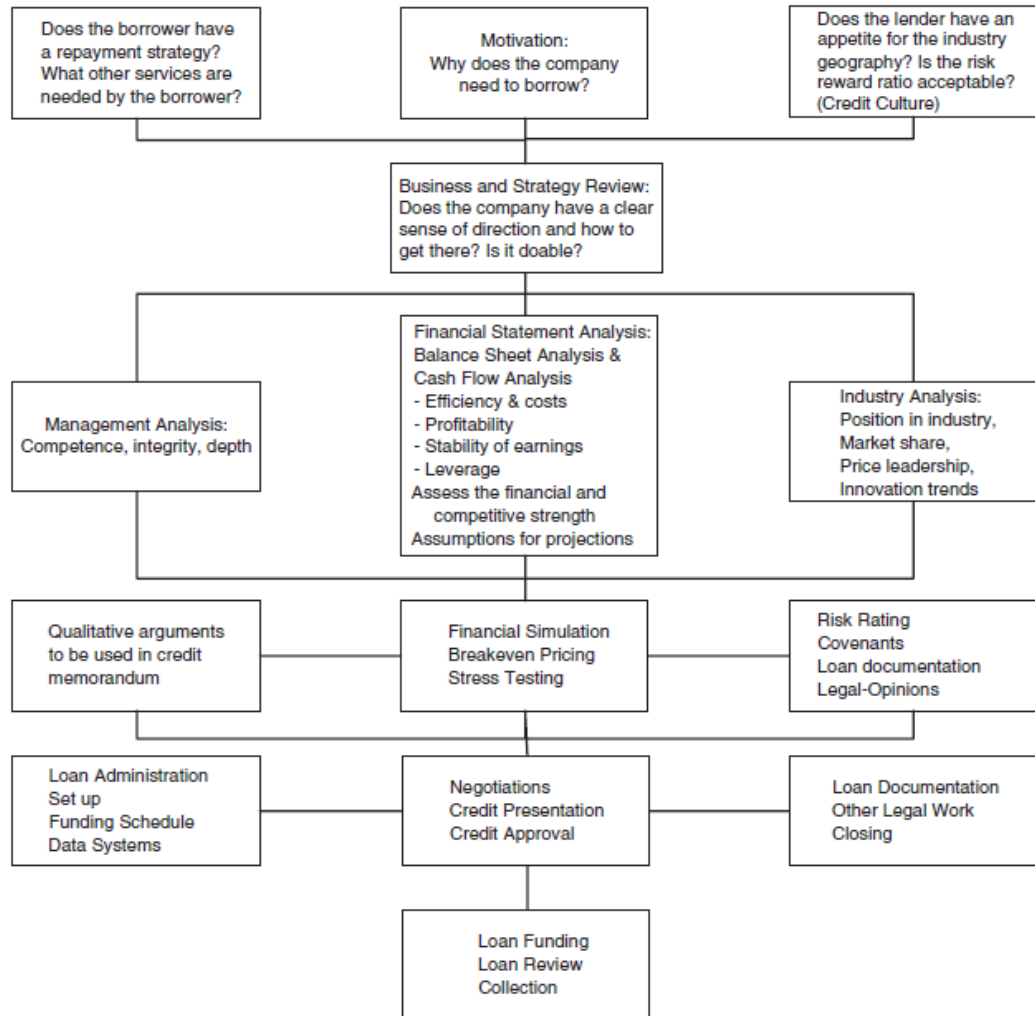 Does the borrower have
a repayment strategy?
What other services are
needed by the borrower?
Motivation:
Why does the company
need to borrow?
Does the lender have an
appetite for the industry
geography? Is the risk
reward ratio acceptable?
(Credit Culture)
Business and Strategy Review:
Does the company have a clear
sense of direction and how to
get there? Is it doable?
Management Analysis:
Competence, integrity, depth
Financial Statement Analysis:
Balance Sheet Analysis &
Cash Flow Analysis
- Efficiency & costs
- Profitability
- Stability of earnings
- Leverage
Assess the financial and
competitive strength
Assumptions for projections
Industry Analysis:
Position in industry,
Market share,
Price leadership,
Innovation trends
Qualitative arguments
to be used in credit
memorandum
Financial Simulation
Breakeven Pricing
Stress Testing
Risk Rating
Covenants
Loan documentation
Legal-Opinions
Loan Administration
Set up
Funding Schedule
Data Systems
Negotiations
Credit Presentation
Credit Approval
Loan Documentation
Other Legal Work
Closing
Loan Funding
Loan Review
Collection